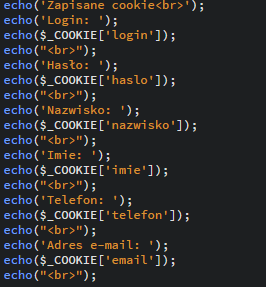 echo('Zapisane cookie<br>');
echo('Login: ');
echo($_COOKIE['login']);
echo("<br>");
echo('Hasło: ');
echo($_COOKIE['haslo']);
echo("<br>");
echo('Nazwisko: ');
echo($_COOKIE['nazwisko']);
echo("<br>");
echo('Imie: ');
echo($_COOKIE['imie']);
echo("<br>");
echo('Telefon: ');
echo($_COOKIE['telefon']);
echo("<br>");
echo('Adres e-mail: ');
echo($_COOKIE['email']);
echo("<br>");